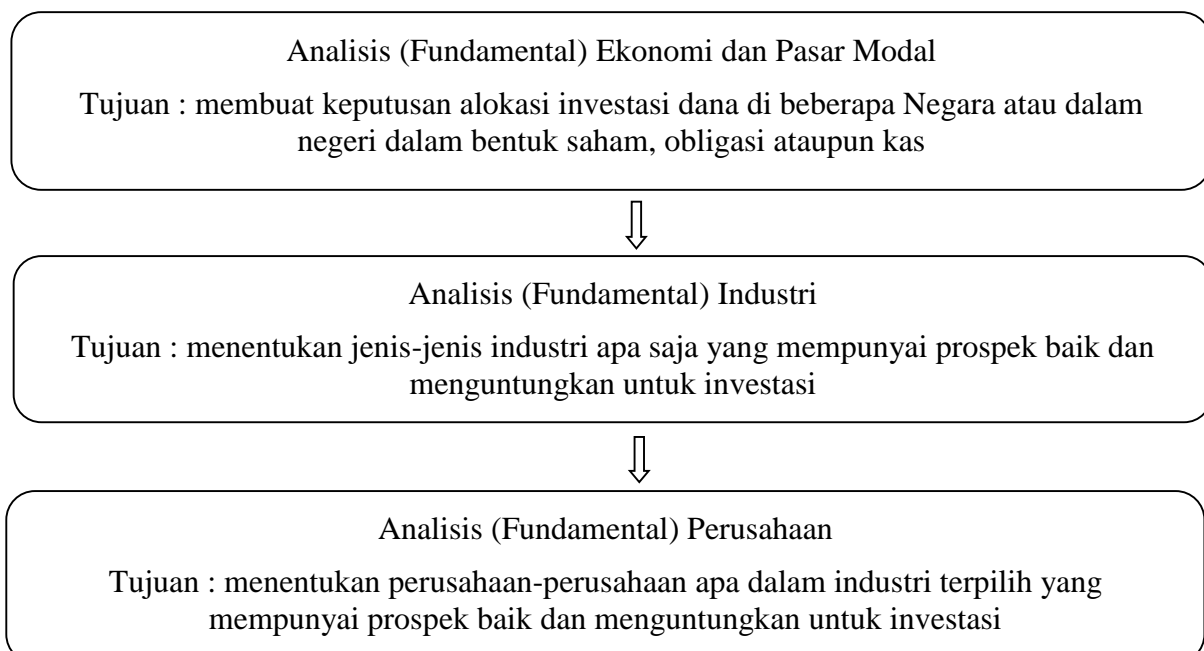 Analisis (Fundamental) Ekonomi dan Pasar Modal
Tujuan : membuat keputusan alokasi investasi dana di beberapa Negara atau dalam
negeri dalam bentuk saham, obligasi ataupun kas
Analisis (Fundamental) Industri
Tujuan : menentukan jenis-jenis industri apa saja yang mempunyai prospek baik dan
menguntungkan untuk investasi
Analisis (Fundamental) Perusahaan
Tujuan : menentukan perusahaan-perusahaan apa dalam industri terpilih yang
mempunyai prospek baik dan menguntungkan untuk investasi